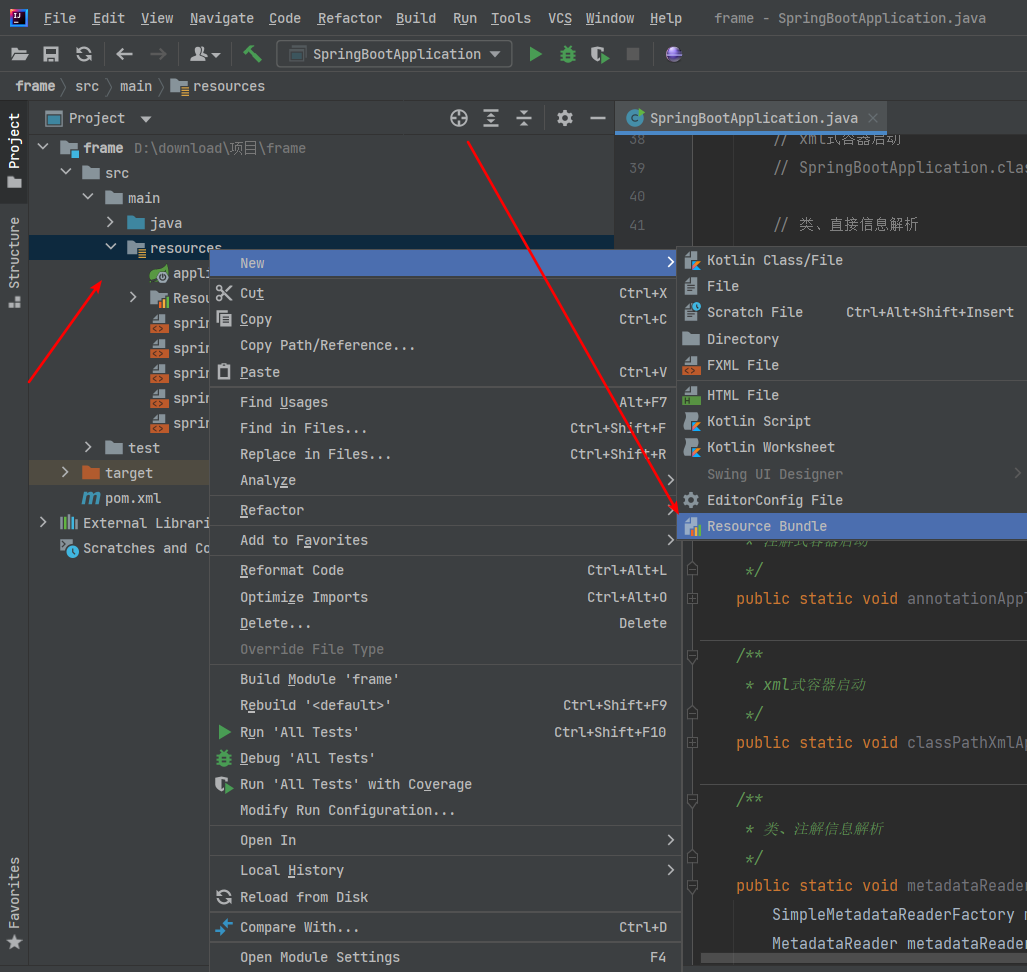 File Edit View Navigate Code Refactor Build Run Tools VCS Window Help frame - SpringBootApplication.java
SpringBootApplication
frame src main resources
Project
SpringBootApplication.java
frame D:\download\项目\frame
src
main
java
resources
appli
Resou
sprin
sprin
sprin
sprin
sprin
test
target
pom.xml
External Librari
Scratches and Co
Project
Structure
Favorites
New
Cut Ctrl+X
Copy Ctrl+C
Copy Path/Reference...
Paste Ctrl+V
Find Usages Alt+F7
Find in Files... Ctrl+Shift+F
Replace in Files... Ctrl+Shift+R
Analyze
Refactor
Add to Favorites
Reformat Code Ctrl+Alt+L
Optimize Imports Ctrl+Alt+O
Delete... Delete
Override File Type
Build Module 'frame'
Rebuild '<default>' Ctrl+Shift+F9
Run 'All Tests' Ctrl+Shift+F10
Debug 'All Tests'
Run 'All Tests' with Coverage
Modify Run Configuration...
Open In
Local History
Reload from Disk
Compare With... Ctrl+D
Open Module Settings F4
Kotlin Class/File
File
Scratch File Ctrl+Alt+Shift+Insert
Directory
FXML File
HTML File
Kotlin Script
Kotlin Worksheet
Swing UI Designer
EditorConfig File
Resource Bundle
38 // xml式容器启动
39 // SpringBootApplication.clas
40
41 // 类、直接信息解析
* 注解式容器启动
*/
public static void annotationAppl
/**
* xml式容器启动
*/
public static void classPathXmlAp
/**
* 类、注解信息解析
*/
public static void metadataReader
SimpleMetadataReaderFactory m
MetadataReader metadataReader